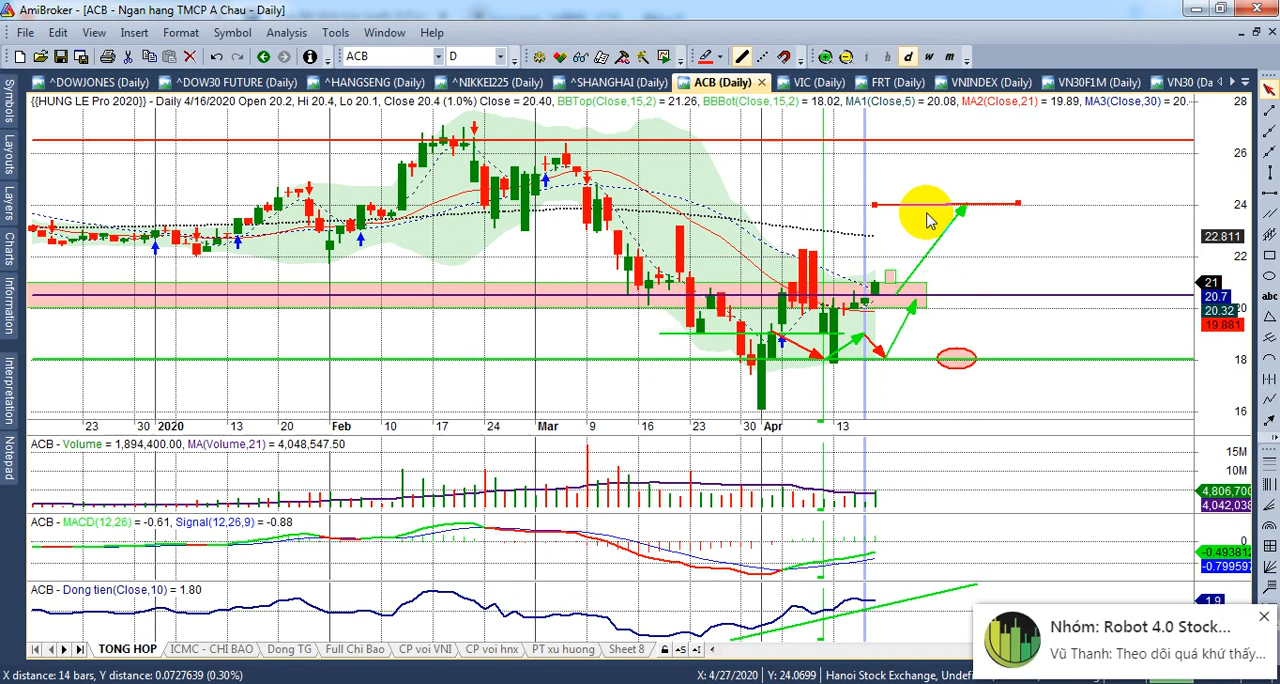 AmiBroker - [ACB - Ngan hang TMCP A Chau - Daily]
File Edit View Insert Format Symbol Analysis Tools Window Help
ACB D i h d w m
^DOWJONES (Daily) ^DOW30 FUTURE (Daily) ^HANGSENG (Daily) ^NIKKEI225 (Daily) ^SHANGHAI (Daily) ACB (Daily) VIC (Daily) FRT (Daily) VNINDEX (Daily) VN30F1M (Daily) VN30 (Da
{{HUNG LE Pro 2020}} - Daily 4/16/2020 Open 20.2, Hi 20.4, Lo 20.1, Close 20.4 (1.0%) Close = 20.40, BBTop(Close,15,2) = 21.26, BBBot(Close,15,2) = 18.02, MA1(Close,5) = 20.08, MA2(Close,21) = 19.89, MA3(Close,30) = 20.
Symbols
Layouts
Layers
Charts
Information
Interpretation
Notepad
28
26
24
22.811
22
21
20.7
20
20.32
19.881
18
16
23 30 2020 13 20 Feb 10 17 24 Mar 9 16 23 30 Apr 13
ACB - Volume = 1,894,400.00, MA(Volume,21) = 4,048,547.50
15M
10M
4,806,700
4,042,038
ACB - MACD(12,26) = -0.61, Signal(12,26,9) = -0.88
0
-0.493812
-0.799597
ACB - Dong tien(Close,10) = 1.80
1.9
abc
Nhóm: Robot 4.0 Stock...
Vũ Thanh: Theo dõi quá khứ thấy...
TONG HOP ICMC - CHI BAO Dong TG Full Chi Bao CP voi VNI CP voi hnx PT xu huong Sheet 8
X distance: 14 bars, Y distance: 0.0727639 (0.30%) X: 4/27/2020 Y: 24.0699 Hanoi Stock Exchange, Undef